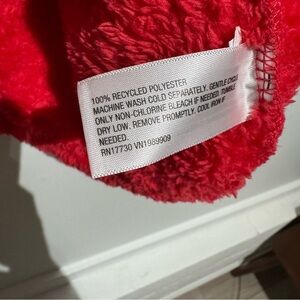 100% RECYCLED POLYESTER
MACHINE WASH COLD SEPARATELY. GENTLE CYCLE
ONLY NON-CHLORINE BLEACH IF NEEDED. TUMBLE
DRY LOW. REMOVE PROMPTLY. COOL IRON IF
NEEDED.
RN17730 VN1989909